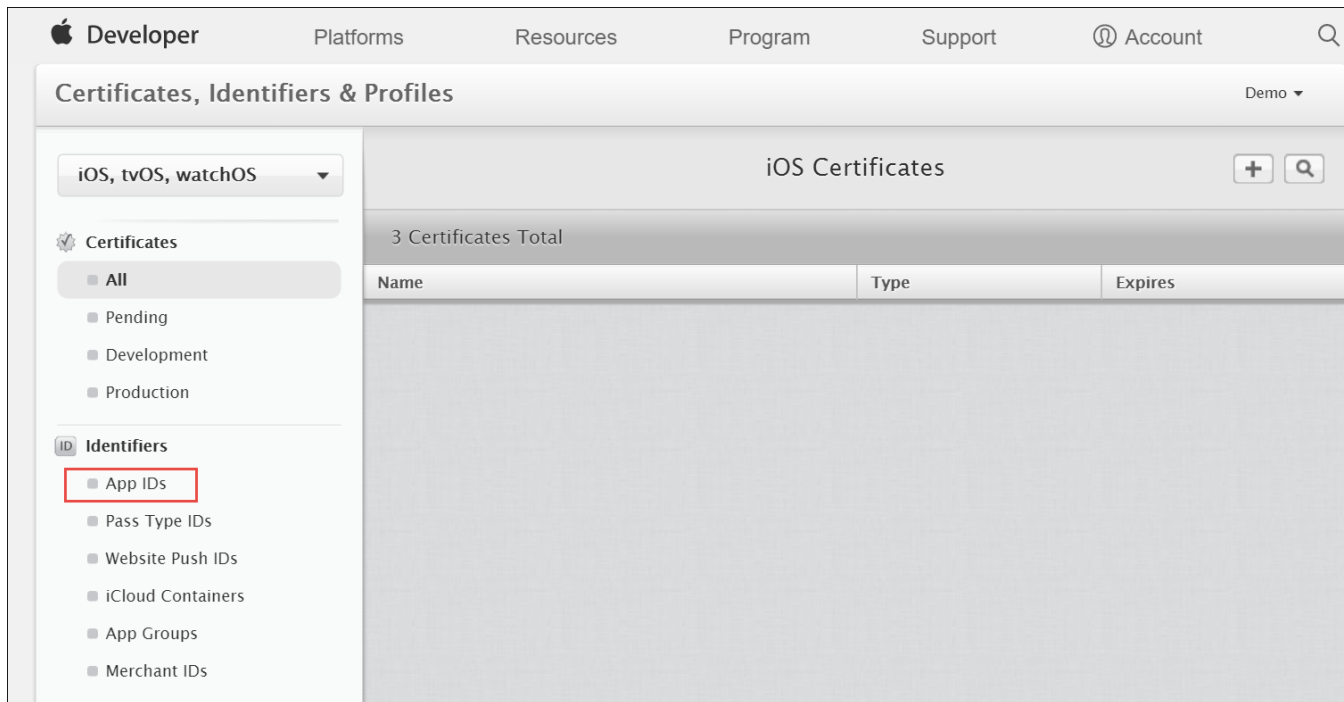 Developer Platforms Resources Program Support Account
Certificates, Identifiers & Profiles Demo
iOS, tvOS, watchOS
iOS Certificates
Certificates
3 Certificates Total
All
Name Type Expires
Pending
Development
Production
ID Identifiers
App IDs
Pass Type IDs
Website Push IDs
iCloud Containers
App Groups
Merchant IDs